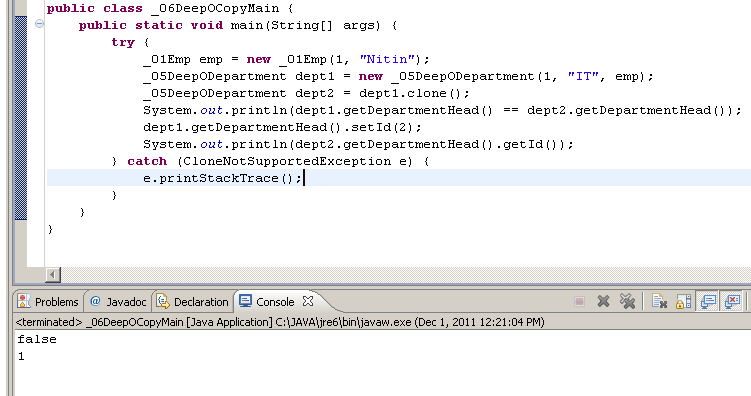 public class _06DeepOCopyMain {
public static void main(String[] args) {
try {
_01Emp emp = new _01Emp(1, "Nitin");
_05DeepODepartment dept1 = new _05DeepODepartment(1, "IT", emp);
_05DeepODepartment dept2 = dept1.clone();
System.out.println(dept1.getDepartmentHead() == dept2.getDepartmentHead());
dept1.getDepartmentHead().setId(2);
System.out.println(dept2.getDepartmentHead().getId());
} catch (CloneNotSupportedException e) {
e.printStackTrace();
}
}
}
Problems @ Javadoc Declaration Console
<terminated> _06DeepOCopyMain [Java Application] C:\JAVA\jre6\bin\javaw.exe (Dec 1, 2011 12:21:04 PM)
false
1